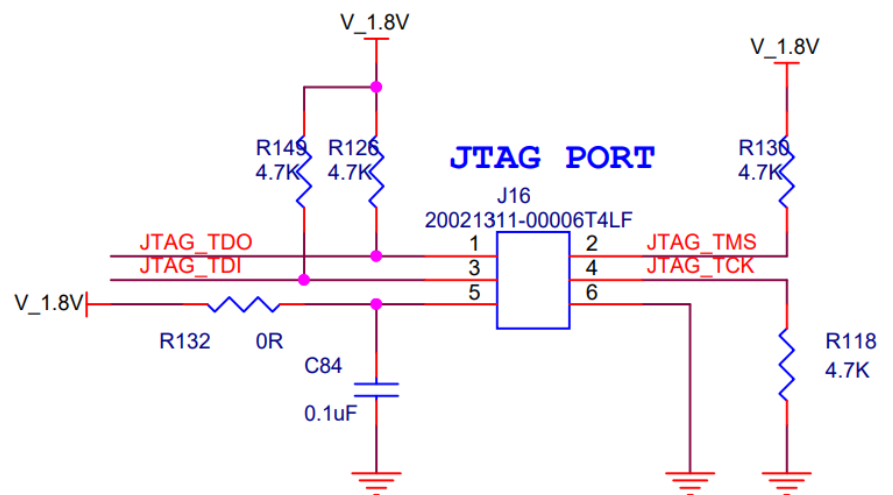 V_1.8V
V_1.8V
R149
4.7K
R126
4.7K
JTAG PORT
R130
4.7K
J16
20021311-00006T4LF
JTAG_TDO
1
2
JTAG_TMS
JTAG_TDI
3
4
JTAG_TCK
V_1.8V
5
6
R132
0R
R118
4.7K
C84
0.1uF